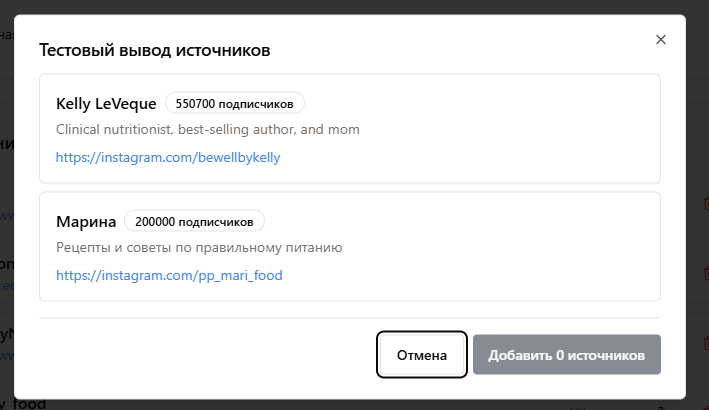 Тестовый вывод источников
Kelly LeVeque 550700 подписчиков
Clinical nutritionist, best-selling author, and mom
https://instagram.com/bewellbykelly
Марина 200000 подписчиков
Рецепты и советы по правильному питанию
https://instagram.com/pp_mari_food
Отмена Добавить 0 источников